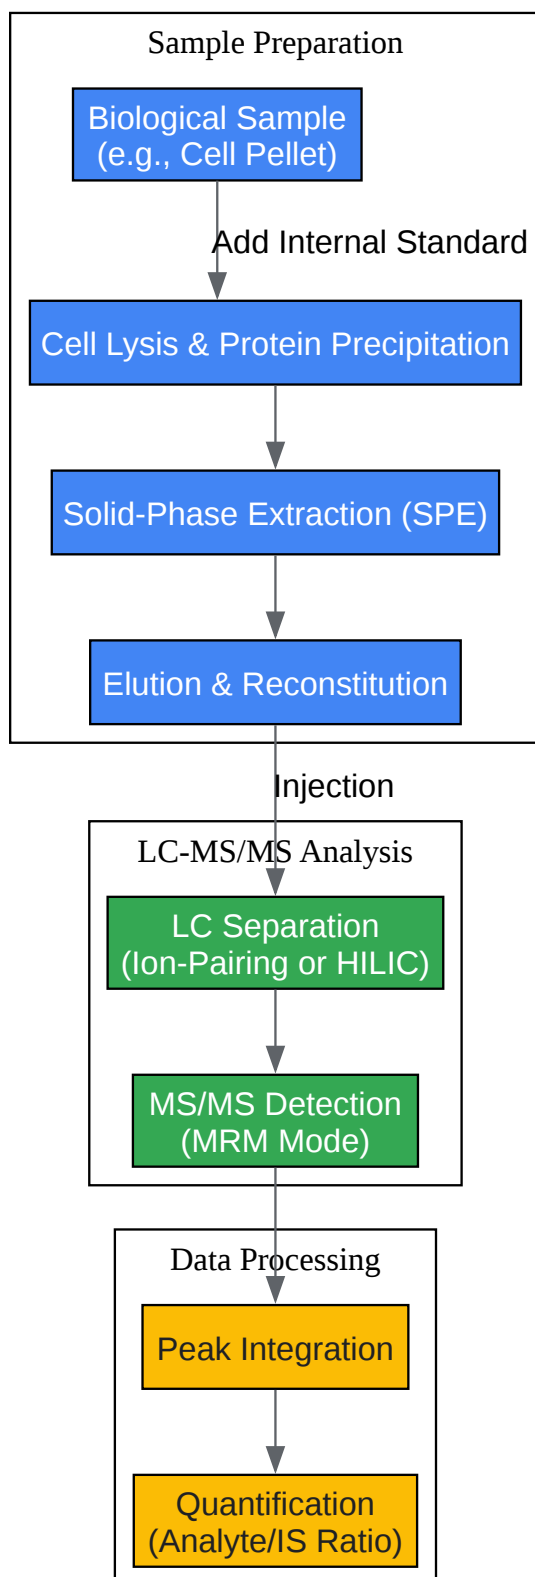 Sample Preparation
Biological Sample
(e.g., Cell Pellet)
Add Internal Standard
Cell Lysis & Protein Precipitation
Solid-Phase Extraction (SPE)
Elution & Reconstitution
Injection
LC-MS/MS Analysis
LC Separation
(Ion-Pairing or HILIC)
MS/MS Detection
(MRM Mode)
Data Processing
Peak Integration
Quantification
(Analyte/IS Ratio)